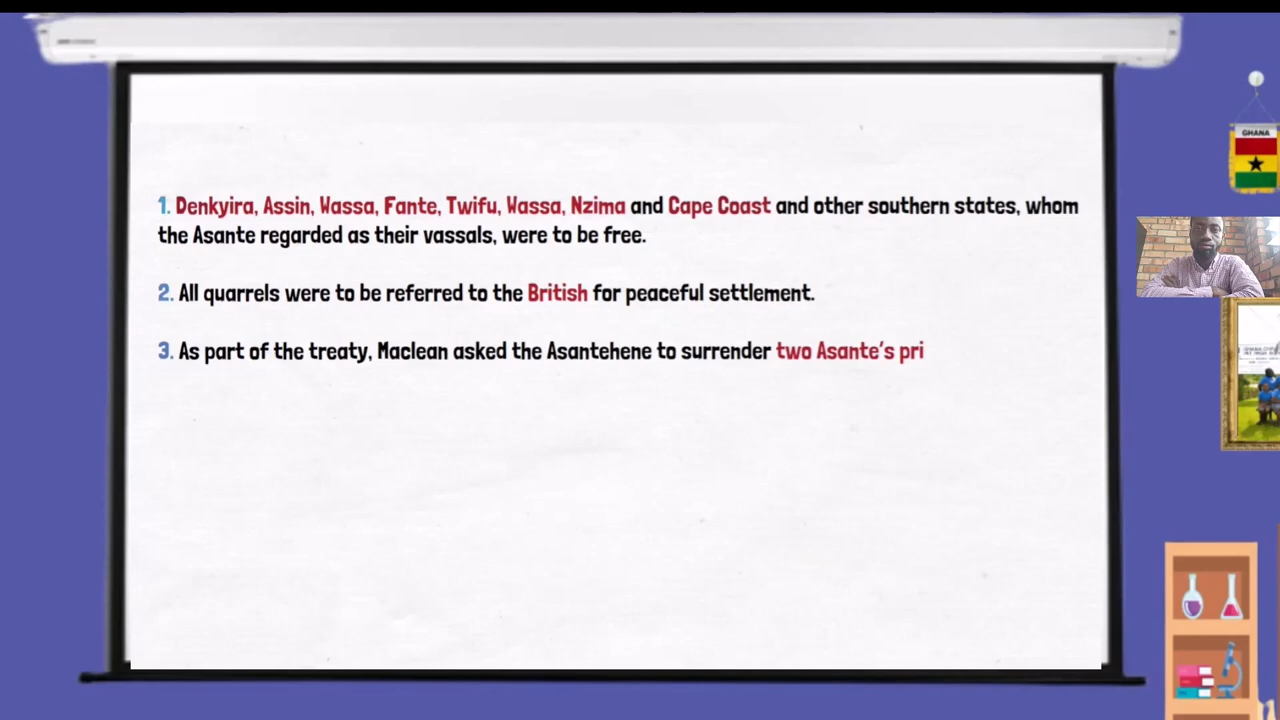 1. Denkyira, Assin, Wassa, Fante, Twifu, Wassa, Nzima and Cape Coast and other southern states, whom
the Asante regarded as their vassals, were to be free.
2. All quarrels were to be referred to the British for peaceful settlement.
3. As part of the treaty, Maclean asked the Asantehene to surrender two Asante's pri
GHANA